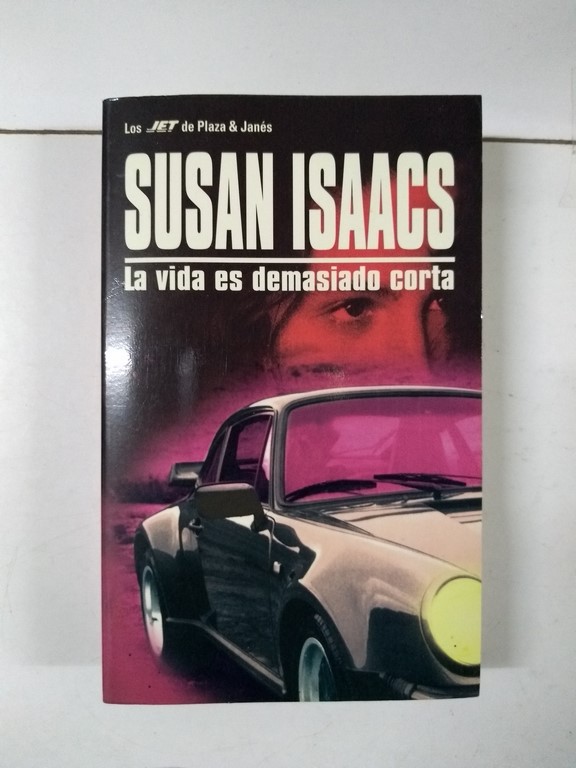 Los JET de Plaza & Janés
SUSAN ISAACS
La vida es demasiado corta